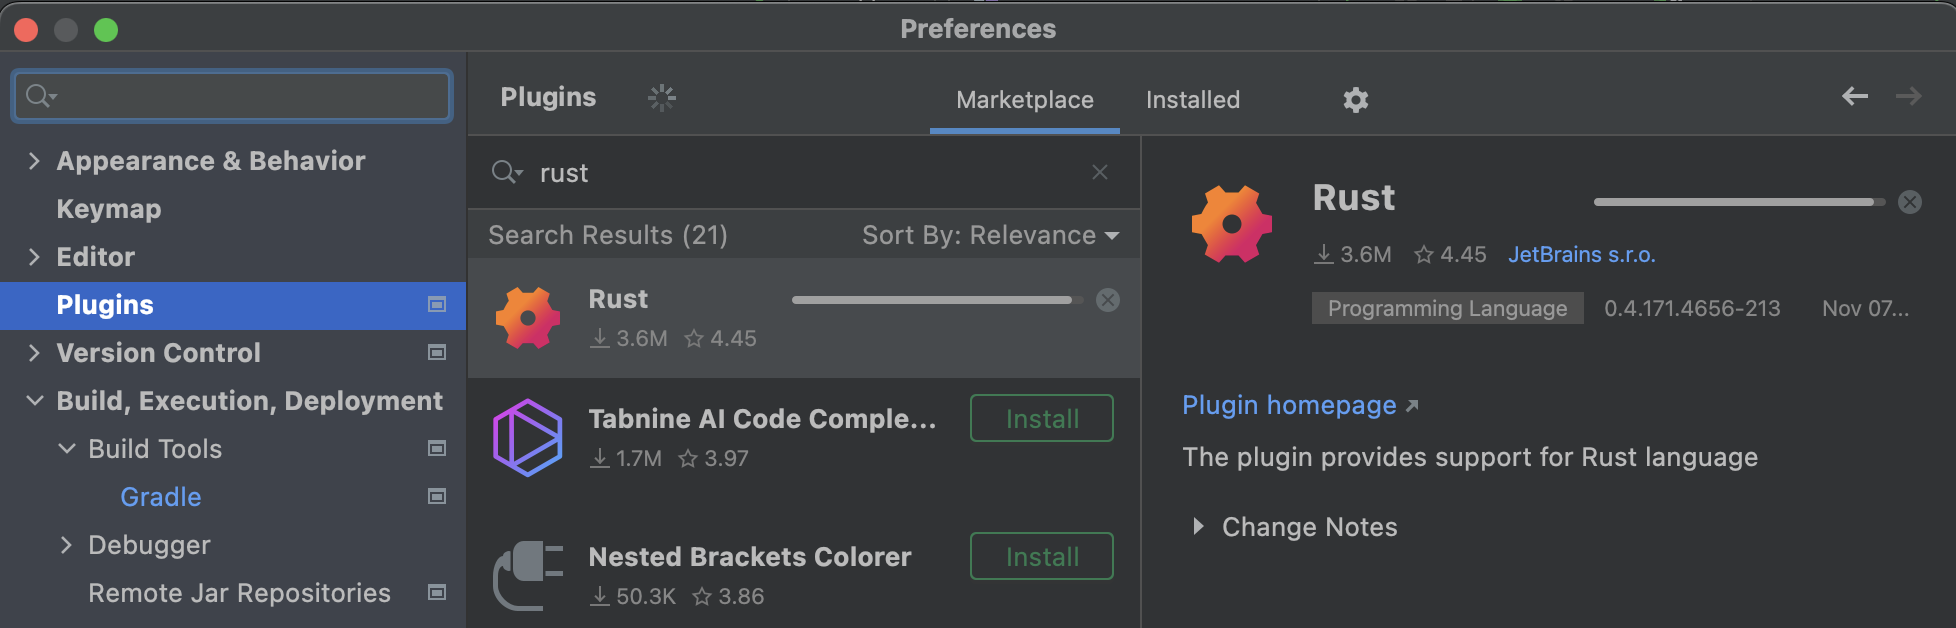 Preferences
Appearance & Behavior
Keymap
Editor
Plugins
Version Control
Build, Execution, Deployment
Build Tools
Gradle
Debugger
Remote Jar Repositories
Plugins
Marketplace
Installed
rust
Search Results (21)
Sort By: Relevance
Rust
3.6M 4.45
Tabnine AI Code Comple...
Install
1.7M 3.97
Nested Brackets Colorer
Install
50.3K 3.86
Rust
3.6M 4.45 JetBrains s.r.o.
Programming Language 0.4.171.4656-213 Nov 07...
Plugin homepage
The plugin provides support for Rust language
Change Notes